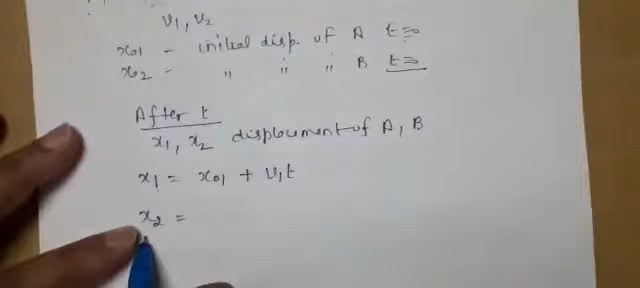 v1, v2
x01 - initial disp. of A t=0
x02 - " " " B t=0
After t
x1, x2 displacement of A, B
x1 = x01 + v1t
x2 =